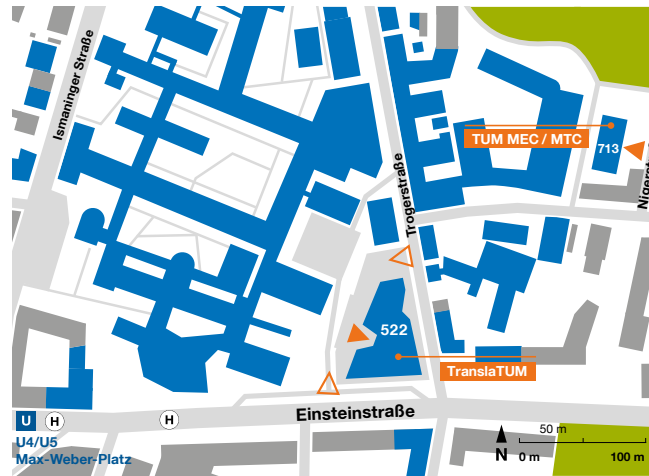 Ismaninger Straße
Trogerstraße
TUM MEC / MTC
713
522
TranslaTUM
Einsteinstraße
U
H
H
U4/U5
Max-Weber-Platz
N
50 m
0 m
100 m